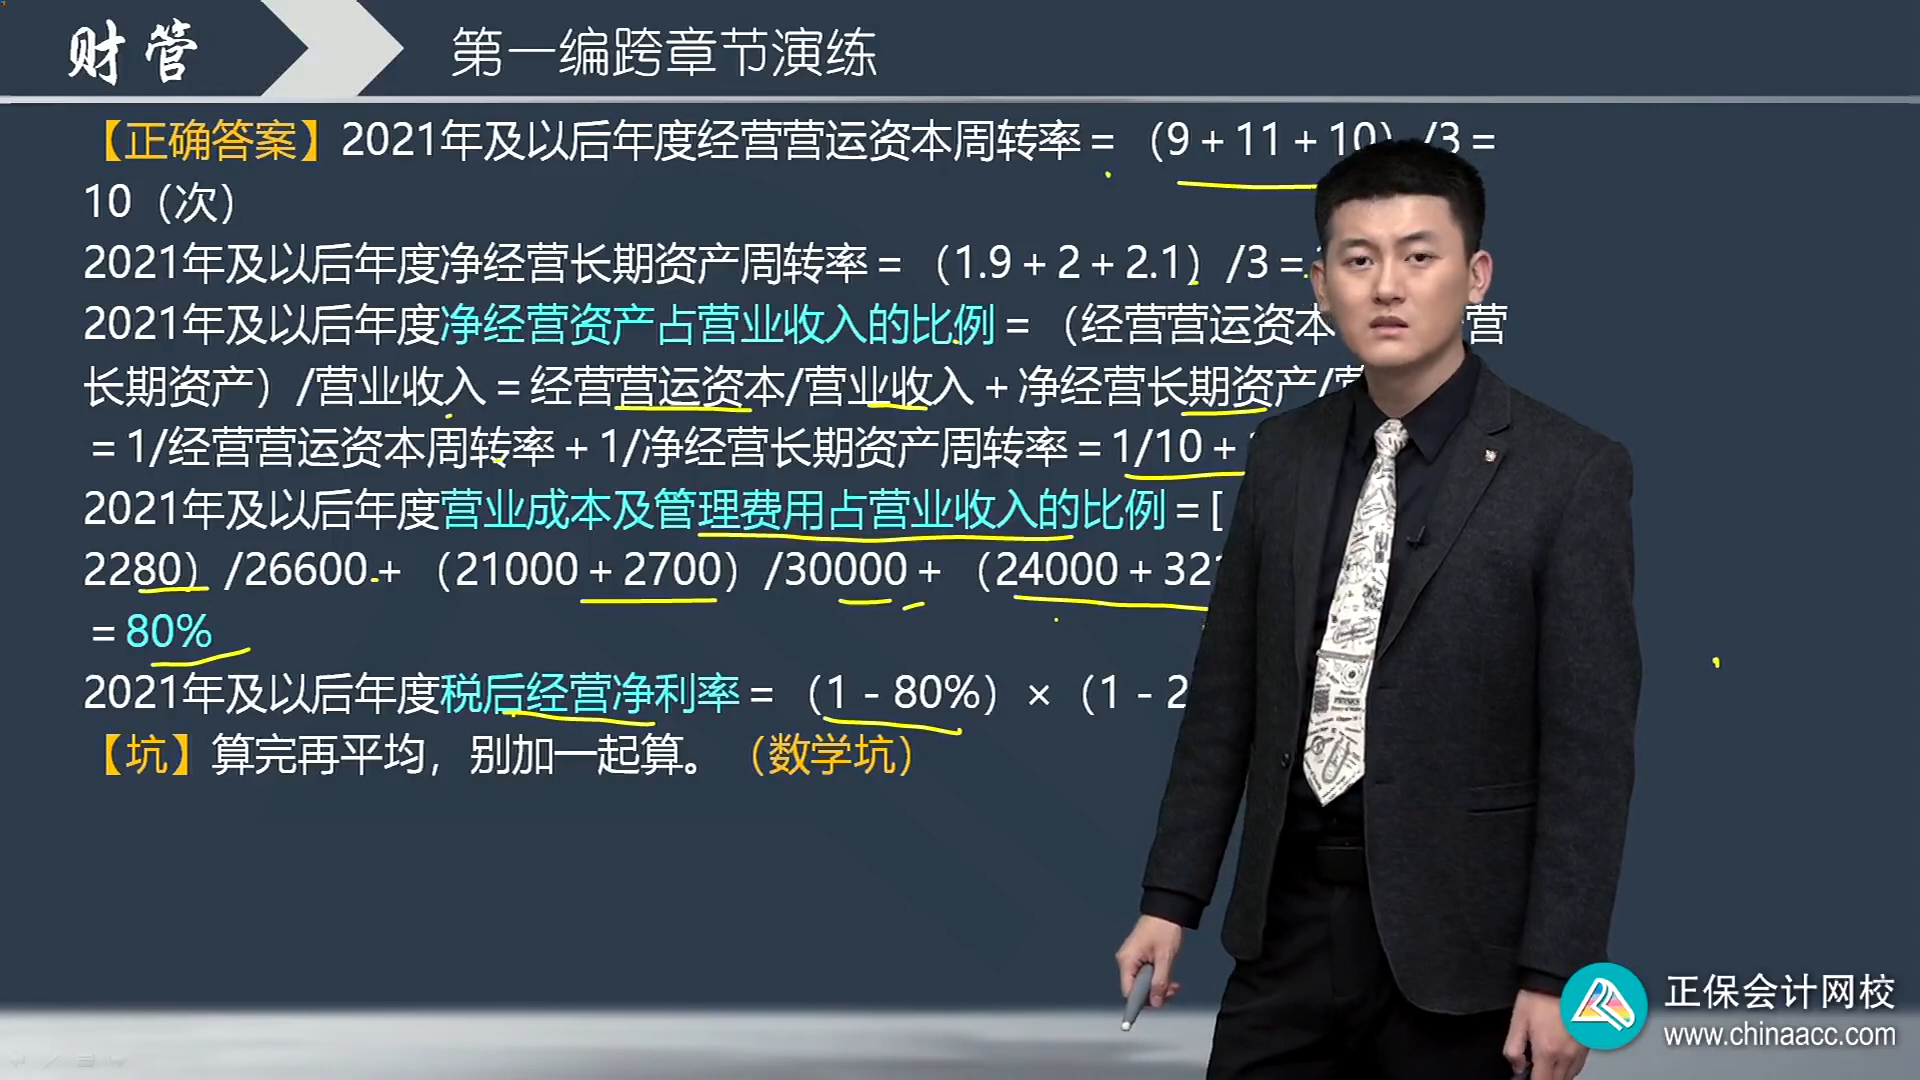 财管
第一编跨章节演练
【正确答案】2021年及以后年度经营营运资本周转率＝（9＋11＋10）/3＝
10（次）
2021年及以后年度净经营长期资产周转率＝（1.9＋2＋2.1）/3＝
2021年及以后年度净经营资产占营业收入的比例＝（经营营运资本 营
长期资产）/营业收入＝经营营运资本/营业收入＋净经营长期资产/
＝1/经营营运资本周转率＋1/净经营长期资产周转率＝1/10＋
2021年及以后年度营业成本及管理费用占营业收入的比例＝[
2280）/26600＋（21000＋2700）/30000＋（24000＋32
＝80%
2021年及以后年度税后经营净利率＝（1－80%）×（1－2
【坑】算完再平均，别加一起算。（数学坑）
正保会计网校
www.chinaacc.com